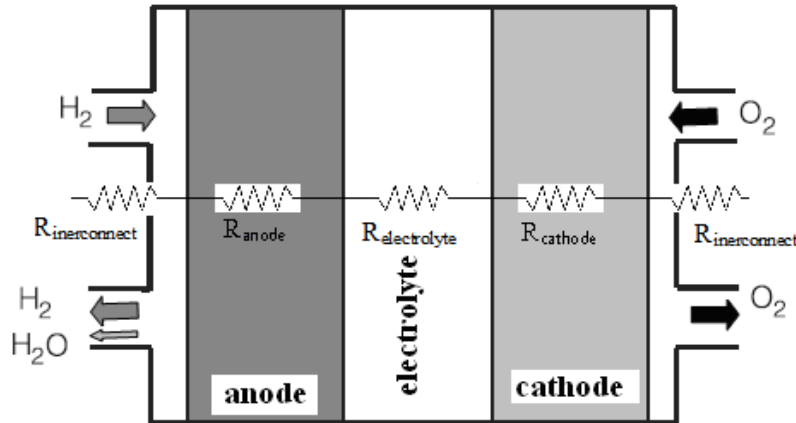 H2
O2
Rinerconnect
Ranode
Relectrolyte
Rcathode
Rinerconnect
H2
H2O
O2
anode
electrolyte
cathode